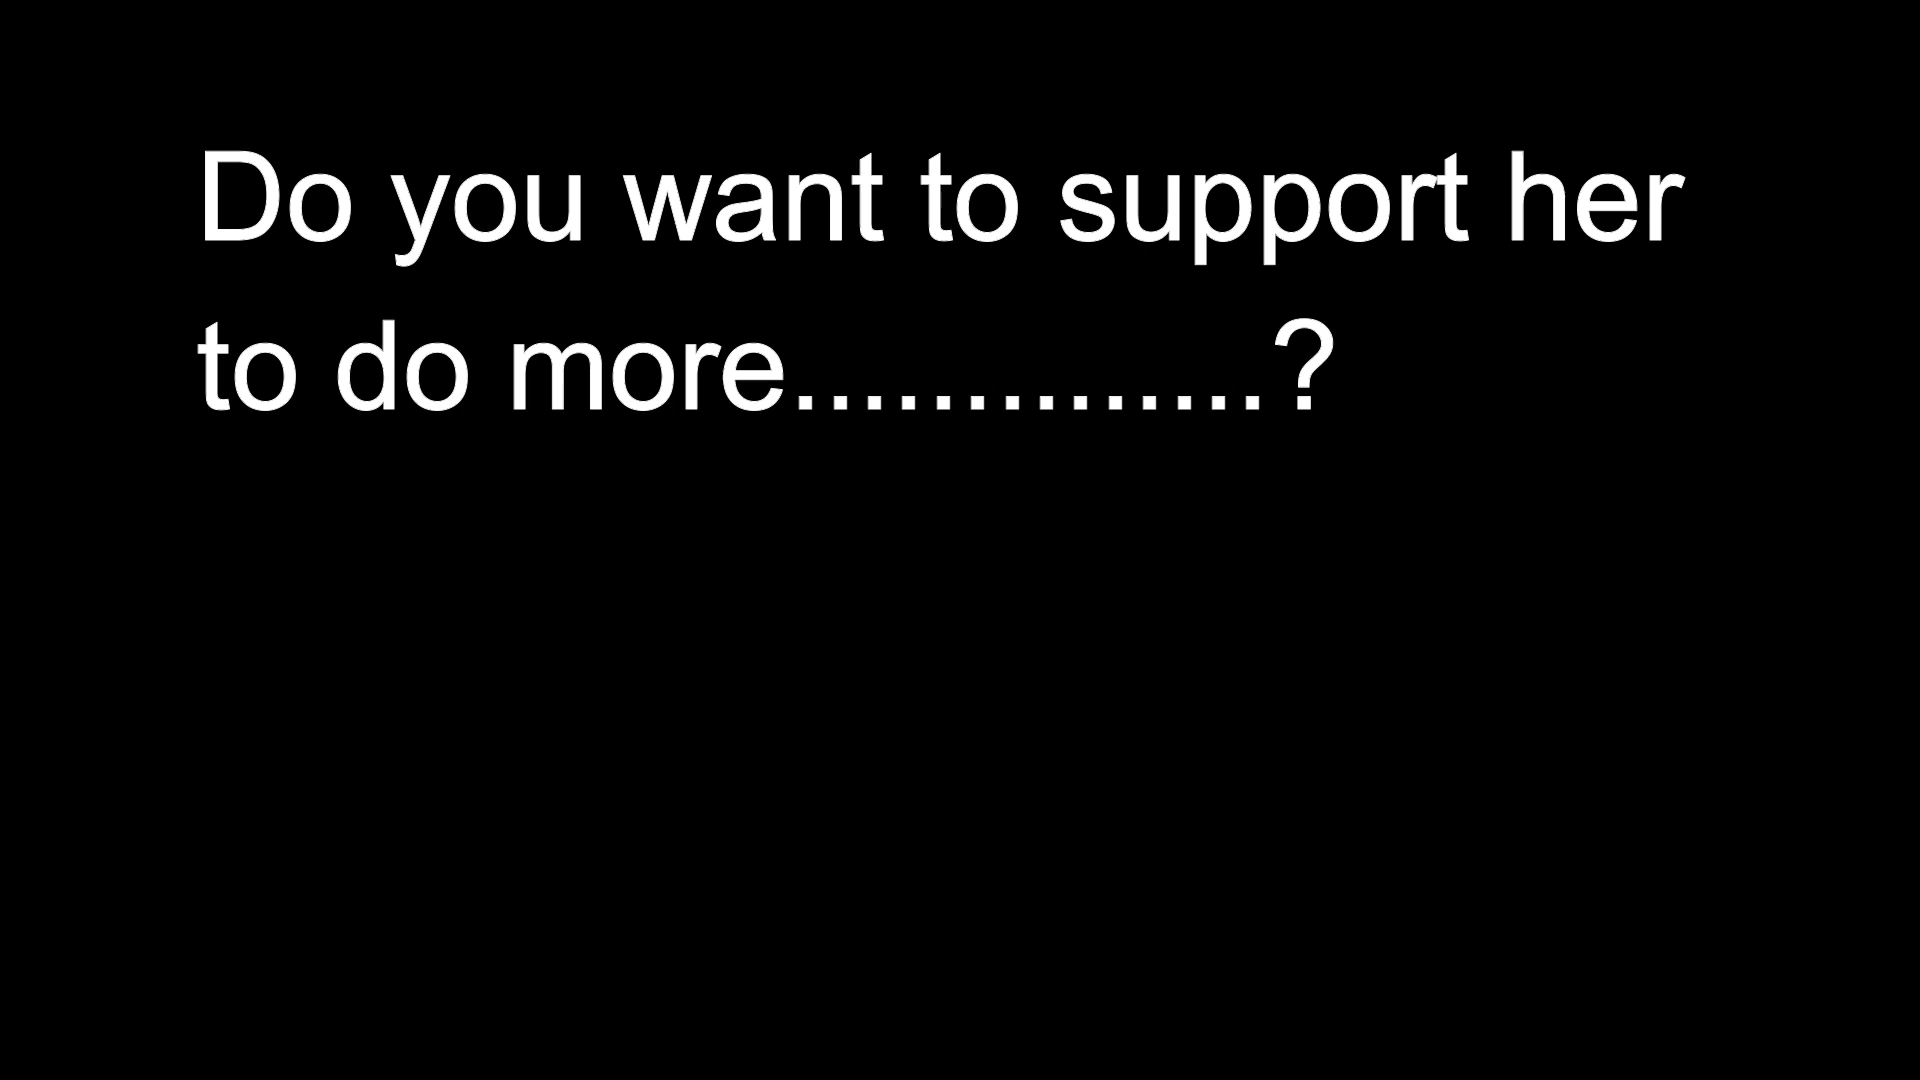 Do you want to support her
to do more..............?